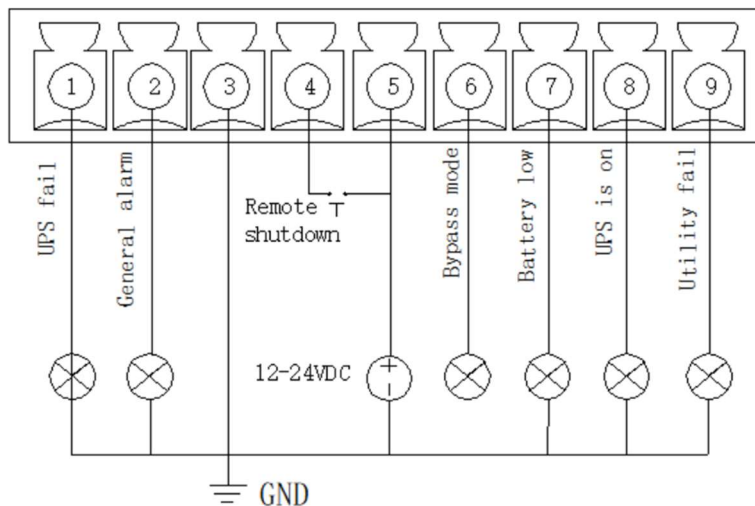 1 2 3 4 5 6 7 8 9
UPS fail
General alarm
Remote
shutdown
Bypass mode
Battery low
UPS is on
Utility fail
12-24VDC
+
-
GND